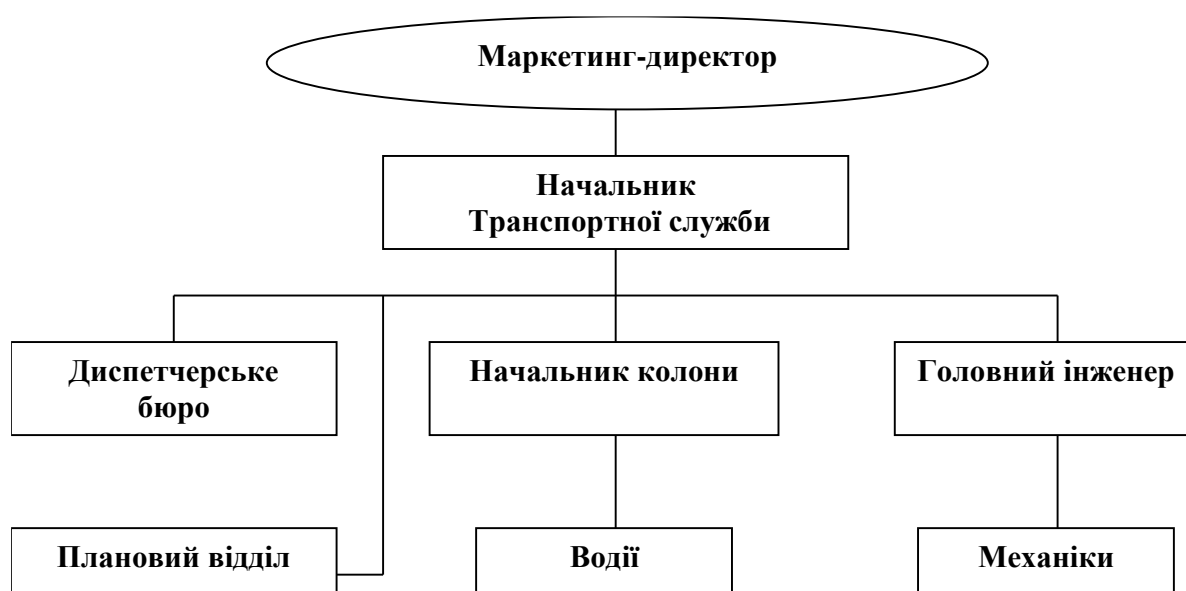 Маркетинг-директор
Начальник
Транспортної служби
Диспетчерське
бюро
Начальник колони
Головний інженер
Плановий відділ
Водії
Механіки